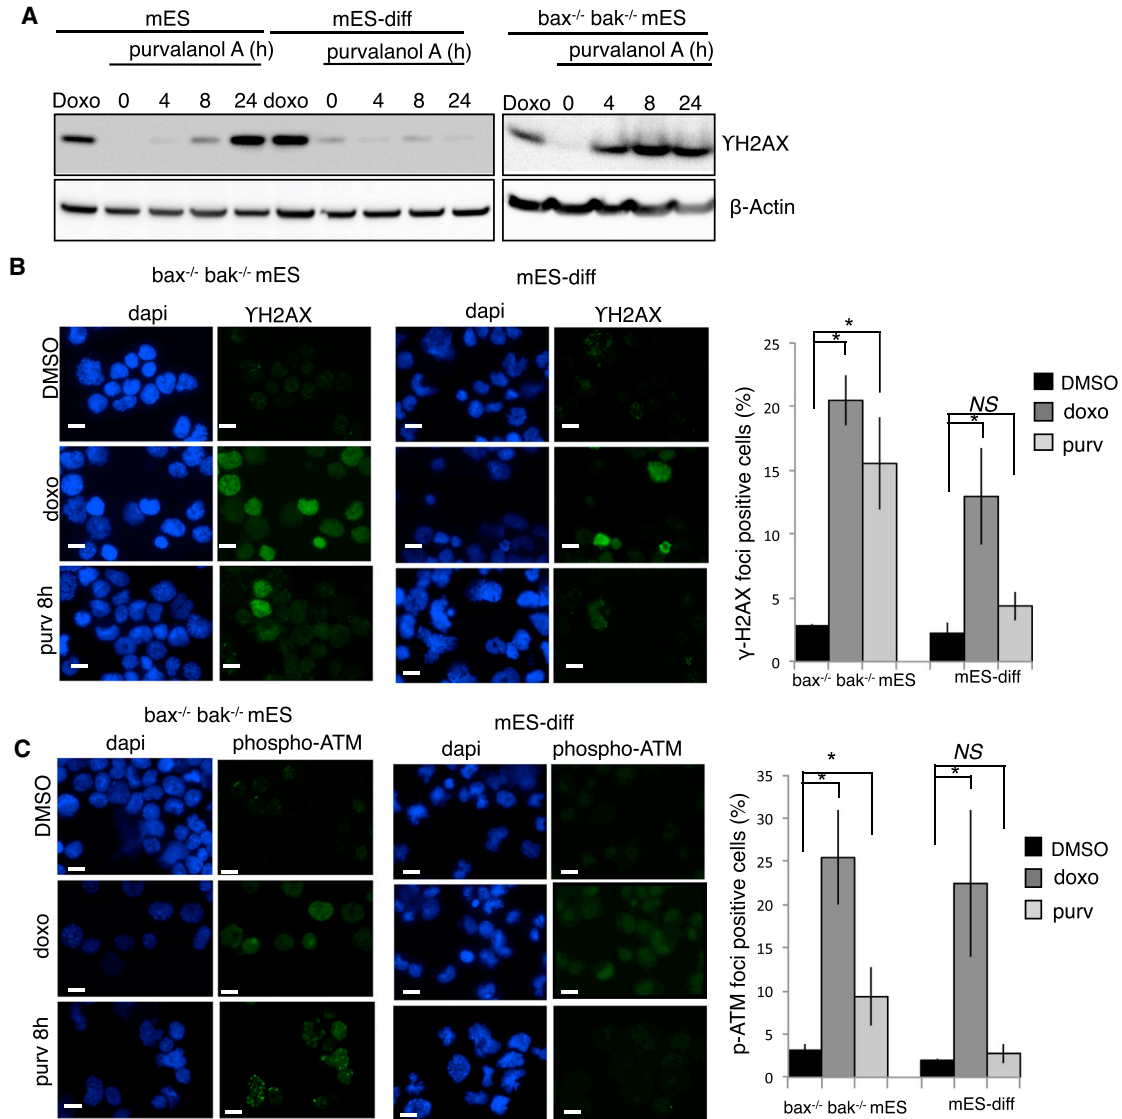 A
mES mES-diff bax-/- bak-/- mES
purvalanol A (h) purvalanol A (h) purvalanol A (h)
Doxo 0 4 8 24 doxo 0 4 8 24 Doxo 0 4 8 24
ϒH2AX
β-Actin
B
bax-/- bak-/- mES mES-diff
dapi ϒH2AX dapi ϒH2AX
DMSO
doxo
purv 8h
γ-H2AX foci positive cells (%)
25
20
15
10
5
0
* * * NS
DMSO
doxo
purv
bax-/- bak-/- mES mES-diff
C
bax-/- bak-/- mES mES-diff
dapi phospho-ATM dapi phospho-ATM
DMSO
doxo
purv 8h
p-ATM foci positive cells (%)
35
30
25
20
15
10
5
0
* * * NS
DMSO
doxo
purv
bax-/- bak-/- mES mES-diff